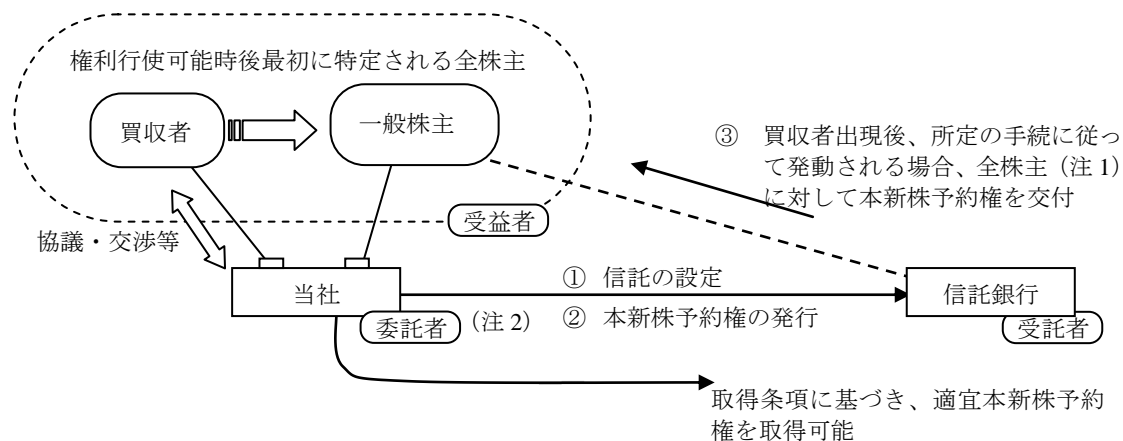 権利行使可能時後最初に特定される全株主
買収者
一般株主
③ 買収者出現後、所定の手続に従っ
て発動される場合、全株主（注 1）
に対して本新株予約権を交付
受益者
協議・交渉等
① 信託の設定
当社
信託銀行
委託者
（注 2）
② 本新株予約権の発行
受託者
取得条項に基づき、適宜本新株予約
権を取得可能